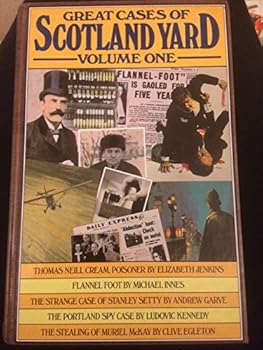 GREAT CASES OF
SCOTLAND YARD
VOLUME ONE
"FLANNEL-FOOT"
IS GAOLED FOR
FIVE YEARS
DAILY EXPRESS
"Abduction" boot:
THOMAS NEILL CREAM, POISONER BY ELIZABETH JENKINS
FLANNEL FOOT BY MICHAEL INNES
THE STRANGE CASE OF STANLEY SETTY BY ANDREW GARVE
THE PORTLAND SPY CASE BY LUDOVIC KENNEDY
THE STEALING OF MURIEL McKAY BY CLIVE EGLETON